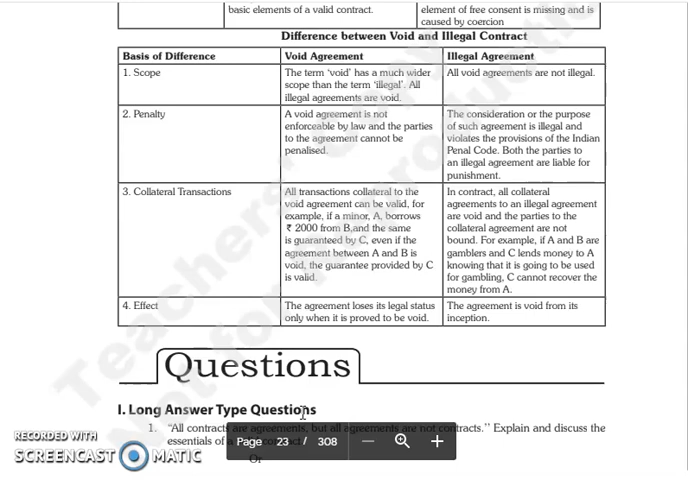 basic elements of a valid contract.
element of free consent is missing and is
caused by coercion
Difference between Void and Illegal Contract
Basis of Difference
Void Agreement
Illegal Agreement
1. Scope
The term ‘void’ has a much wider
scope than the term ‘illegal’. All
illegal agreements are void.
All void agreements are not illegal.
2. Penalty
A void agreement is not
enforceable by law and the parties
to the agreement cannot be
penalised.
The consideration or the purpose
of such agreement is illegal and
violates the provisions of the Indian
Penal Code. Both the parties to
an illegal agreement are liable for
punishment.
3. Collateral Transactions
All transactions collateral to the
void agreement can be valid, for
example, if a minor, A, borrows
₹ 2000 from B,and the same
is guaranteed by C, even if the
agreement between A and B is
void, the guarantee provided by C
is valid.
In contract, all collateral
agreements to an illegal agreement
are void and the parties to the
collateral agreement are not
bound. For example, if A and B are
gamblers and C lends money to A
knowing that it is going to be used
for gambling, C cannot recover the
money from A.
4. Effect
The agreement loses its legal status
only when it is proved to be void.
The agreement is void from its
inception.
Questions
I. Long Answer Type Questions
1. “All contracts are agreements, but all agreements are not contracts.’’ Explain and discuss the
essentials of a
Or
Page 23 / 308
RECORDED WITH
SCREENCAST MATIC
Teachers'
Not for